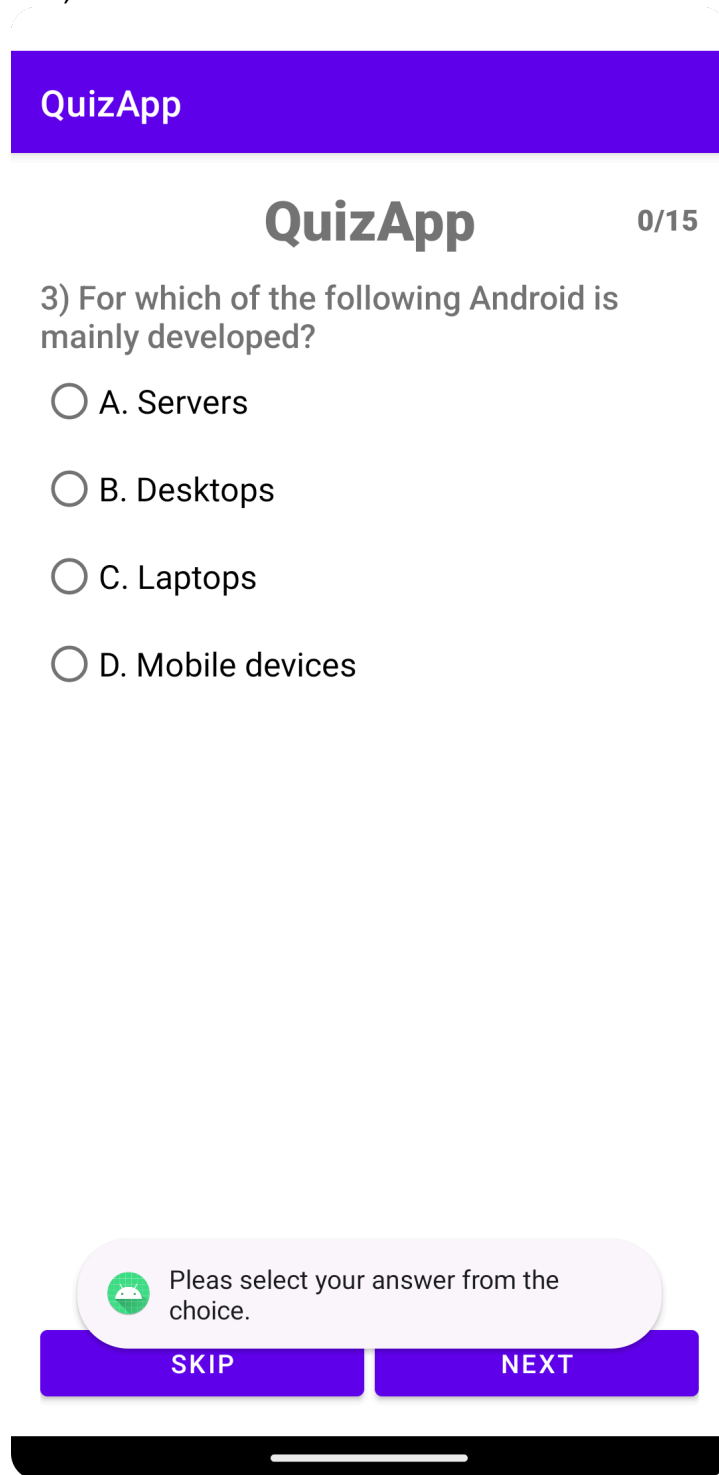 QuizApp
QuizApp
0/15
3) For which of the following Android is
mainly developed?
A. Servers
B. Desktops
C. Laptops
D. Mobile devices
Pleas select your answer from the
choice.
SKIP
NEXT